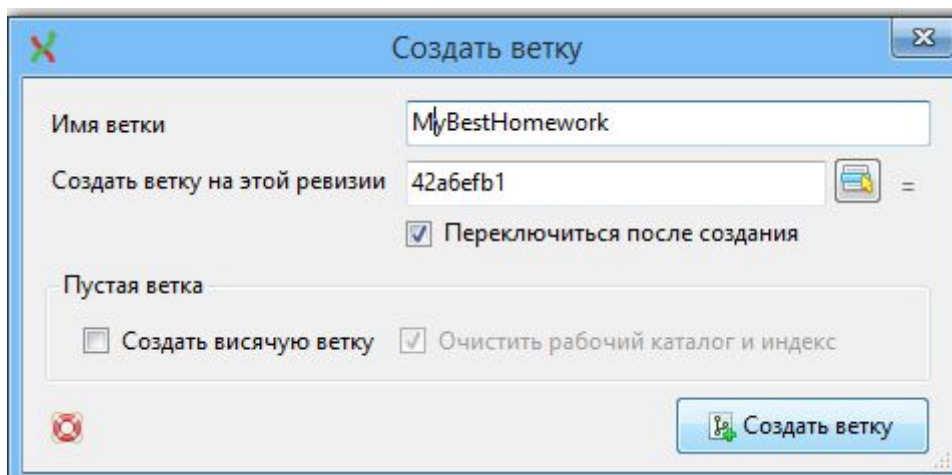 Создать ветку
Имя ветки MyBestHomework
Создать ветку на этой ревизии 42a6efb1 =
Переключиться после создания
Пустая ветка
Создать висячую ветку Очистить рабочий каталог и индекс
Создать ветку